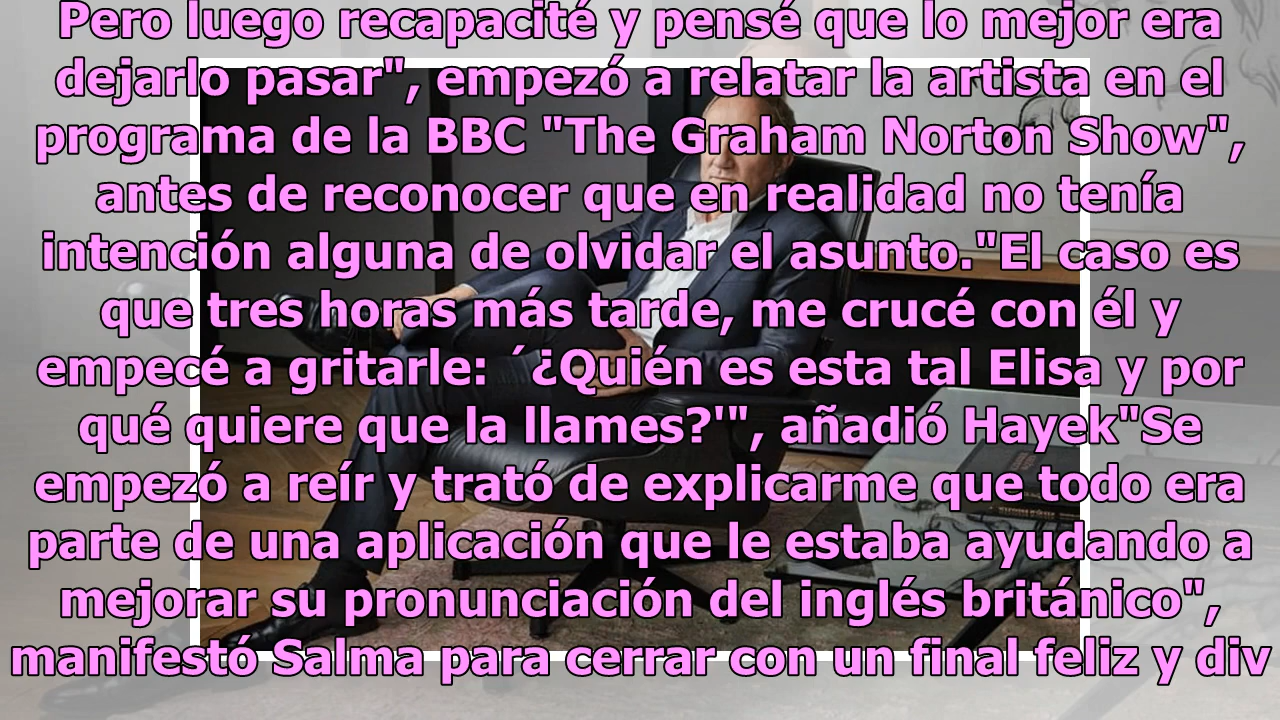 Pero luego recapacité y pensé que lo mejor era
dejarlo pasar", empezó a relatar la artista en el
programa de la BBC "The Graham Norton Show",
antes de reconocer que en realidad no tenía
intención alguna de olvidar el asunto."El caso es
que tres horas más tarde, me crucé con él y
empecé a gritarle: ´¿Quién es esta tal Elisa y por
qué quiere que la llames?'", añadió Hayek"Se
empezó a reír y trató de explicarme que todo era
parte de una aplicación que le estaba ayudando a
mejorar su pronunciación del inglés británico",
manifestó Salma para cerrar con un final feliz y div